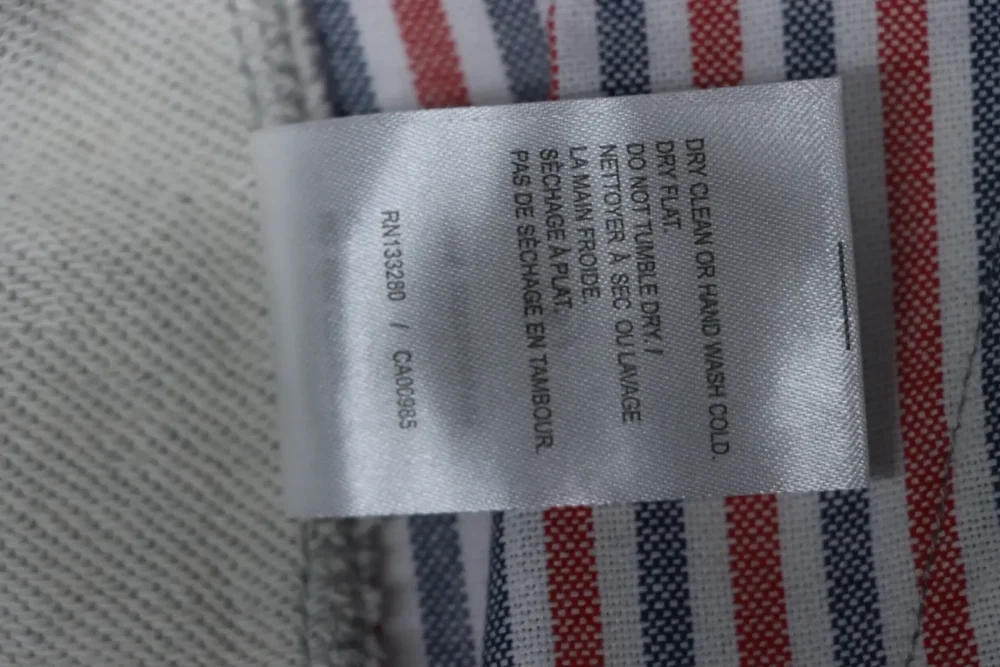 DRY CLEAN OR HAND WASH COLD.
DRY FLAT.
DO NOT TUMBLE DRY. /
NETTOYER À SEC OU LAVAGE
LA MAIN FROIDE.
SÉCHAGE À PLAT.
PAS DE SÉCHAGE EN TAMBOUR.
RN133280 / CA00985